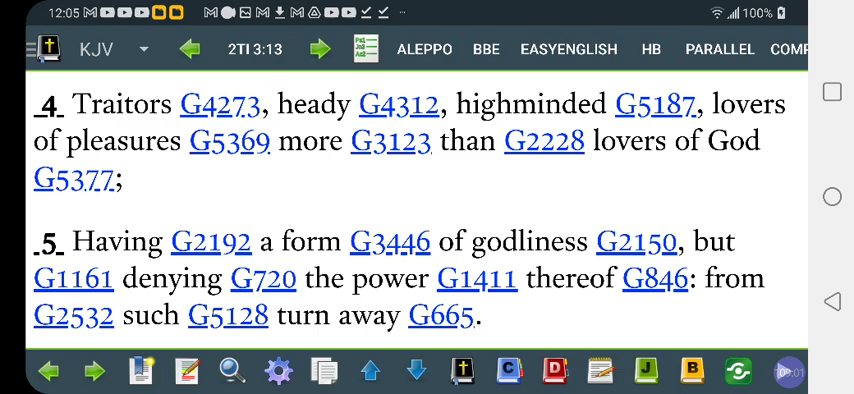 12:05
100%
KJV 2TI 3:13 ALEPPO BBE EASYENGLISH HB PARALLEL COMP
4 Traitors G4273, heady G4312, highminded G5187, lovers
of pleasures G5369 more G3123 than G2228 lovers of God
G5377;
5 Having G2192 a form G3446 of godliness G2150, but
G1161 denying G720 the power G1411 thereof G846: from
G2532 such G5128 turn away G665.
C D J B